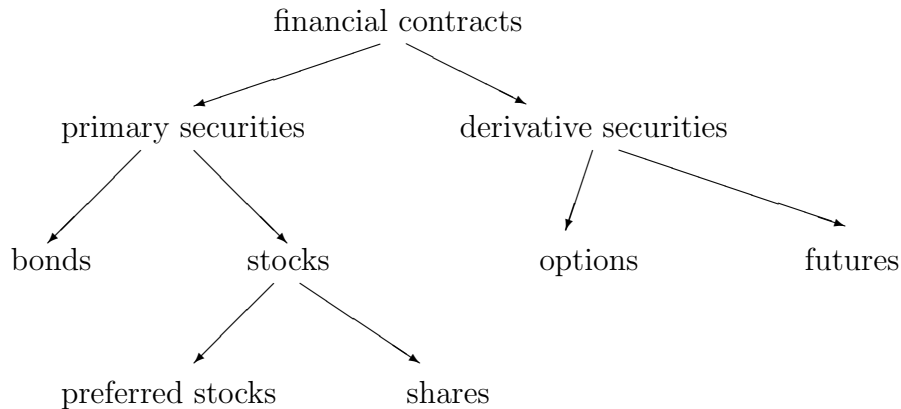 financial contracts
primary securities derivative securities
bonds stocks options futures
preferred stocks shares